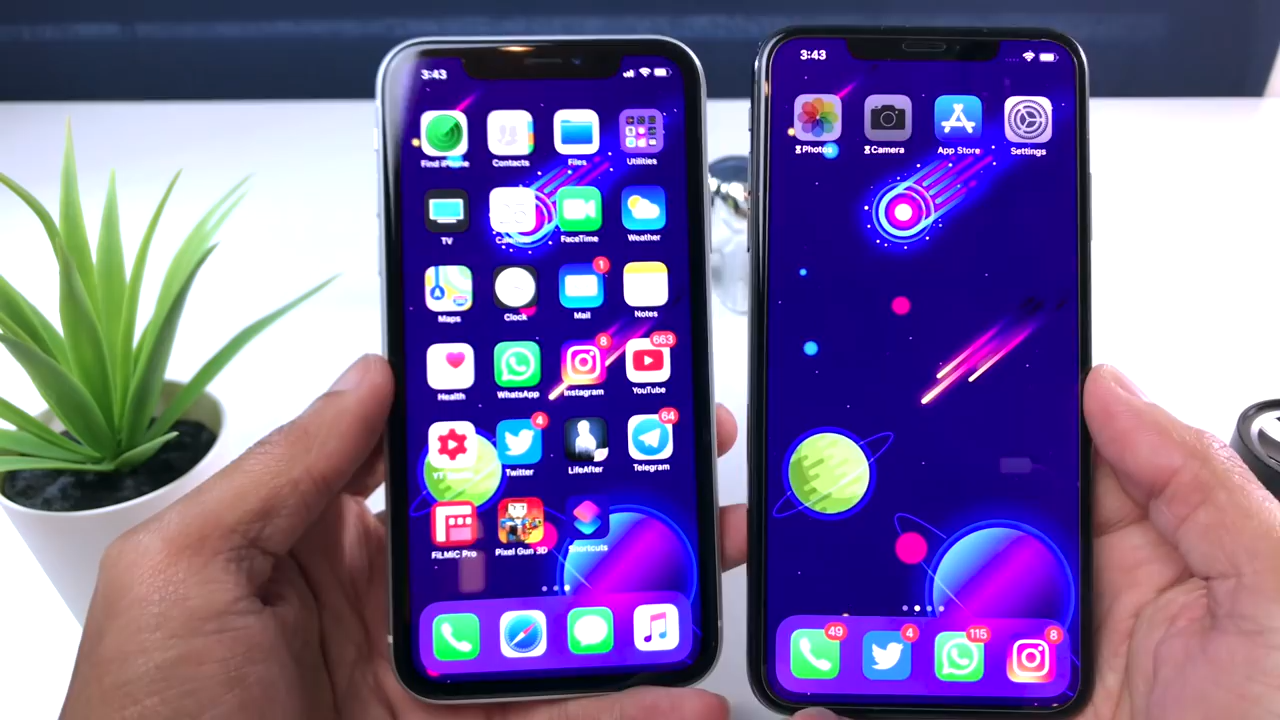 3:43
Find iPhone
Contacts
Files
Utilities
TV
FaceTime
Weather
Maps
Clock
1
Mail
Notes
Health
WhatsApp
8
Instagram
663
YouTube
4
Twitter
LifeAfter
64
Telegram
FiLMiC Pro
Pixel Gun 3D
Shortcuts
3:43
Photos
Camera
App Store
Settings
49
4
115
8